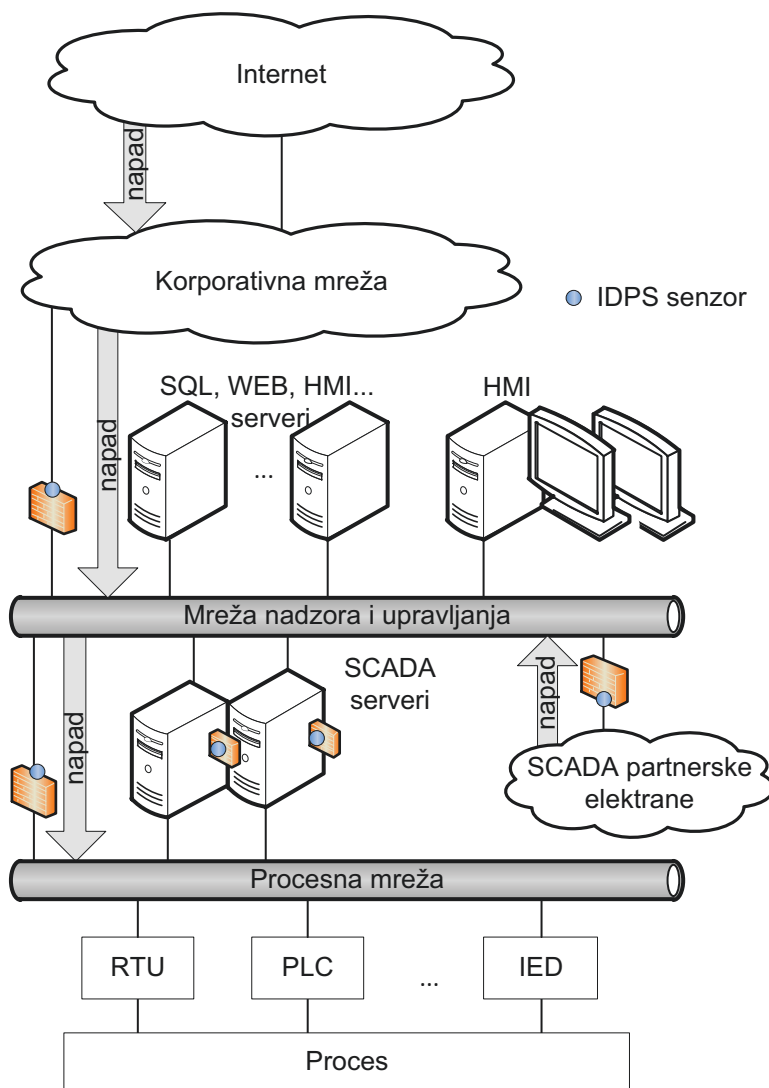 Internet
napad
Korporativna mreža
IDPS senzor
SQL, WEB, HMI...
serveri
HMI
napad
...
Mreža nadzora i upravljanja
napad
SCADA
serveri
napad
SCADA partnerske
elektrane
Procesna mreža
RTU
PLC
...
IED
Proces